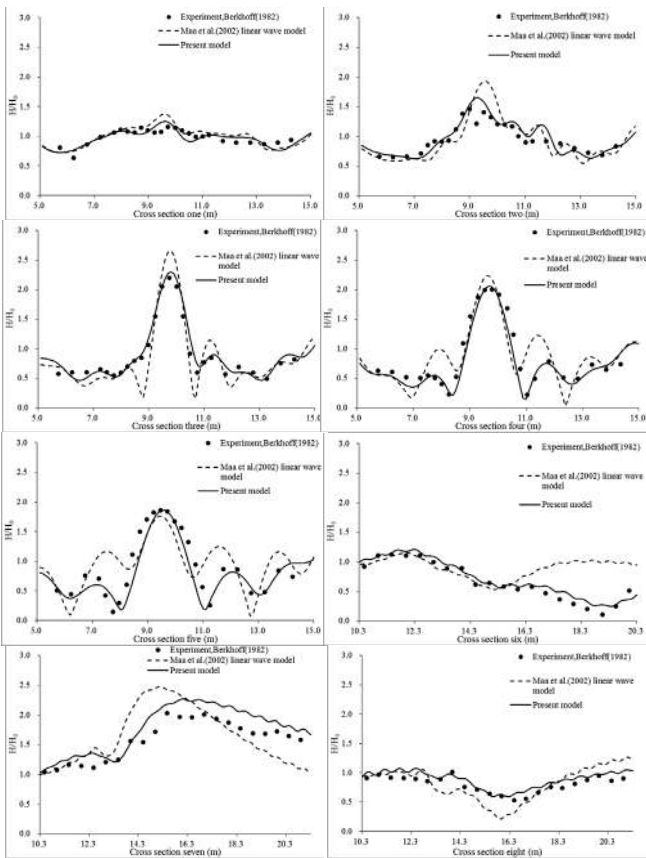 Experiment,Berkhoff(1982)
Maa et al.(2002) linear wave model
Present model
H/H₀
3.0
2.5
2.0
1.5
1.0
0.5
0.0
5.0 7.0 9.0 11.0 13.0 15.0
Cross section one (m)
Experiment,Berkhoff(1982)
Maa et al.(2002) linear wave
model
Present model
H/H₀
3.0
2.5
2.0
1.5
1.0
0.5
0.0
5.0 7.0 9.0 11.0 13.0 15.0
Cross section two (m)
Experiment,Berkhoff(1982)
Maa et al.(2002) linear wave
model
Present model
H/H₀
3.0
2.5
2.0
1.5
1.0
0.5
0.0
5.0 7.0 9.0 11.0 13.0 15.0
Cross section three (m)
Experiment,Berkhoff(1982)
Maa et al.(2002) linear wave
model
Present model
H/H₀
3.0
2.5
2.0
1.5
1.0
0.5
0.0
5.0 7.0 9.0 11.0 13.0 15.0
Cross section four (m)
Experiment,Berkhoff(1982)
Maa et al.(2002) linear wave
model
Present model
H/H₀
3.0
2.5
2.0
1.5
1.0
0.5
0.0
5.0 7.0 9.0 11.0 13.0 15.0
Cross section five (m)
Experiment,Berkhoff(1982)
Maa et al.(2002) linear wave
model
Present model
H/H₀
3.0
2.5
2.0
1.5
1.0
0.5
0.0
10.3 12.3 14.3 16.3 18.3 20.3
Cross section six (m)
Experiment,Berkhoff(1982)
Maa et al.(2002) linear wave model
Present model
H/H₀
3.0
2.5
2.0
1.5
1.0
0.5
0.0
10.3 12.3 14.3 16.3 18.3 20.3
Cross section seven (m)
Experiment,Berkhoff(1982)
Maa et al.(2002) linear wave
model
Present model
H/H₀
3.0
2.5
2.0
1.5
1.0
0.5
0.0
10.3 12.3 14.3 16.3 18.3 20.3
Cross section eight (m)